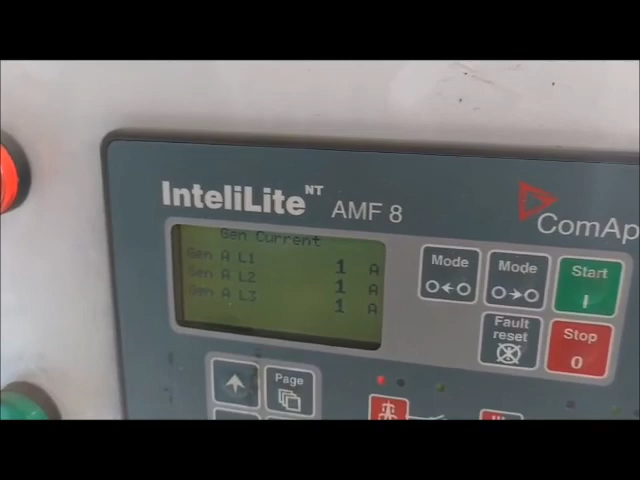 InteliLite NT AMF 8
ComAp
Gen Current
Gen A L1 1 A
Gen A L2 1 A
Gen A L3 1 A
Mode
Mode
Start
I
Fault
reset
Stop
0
Page